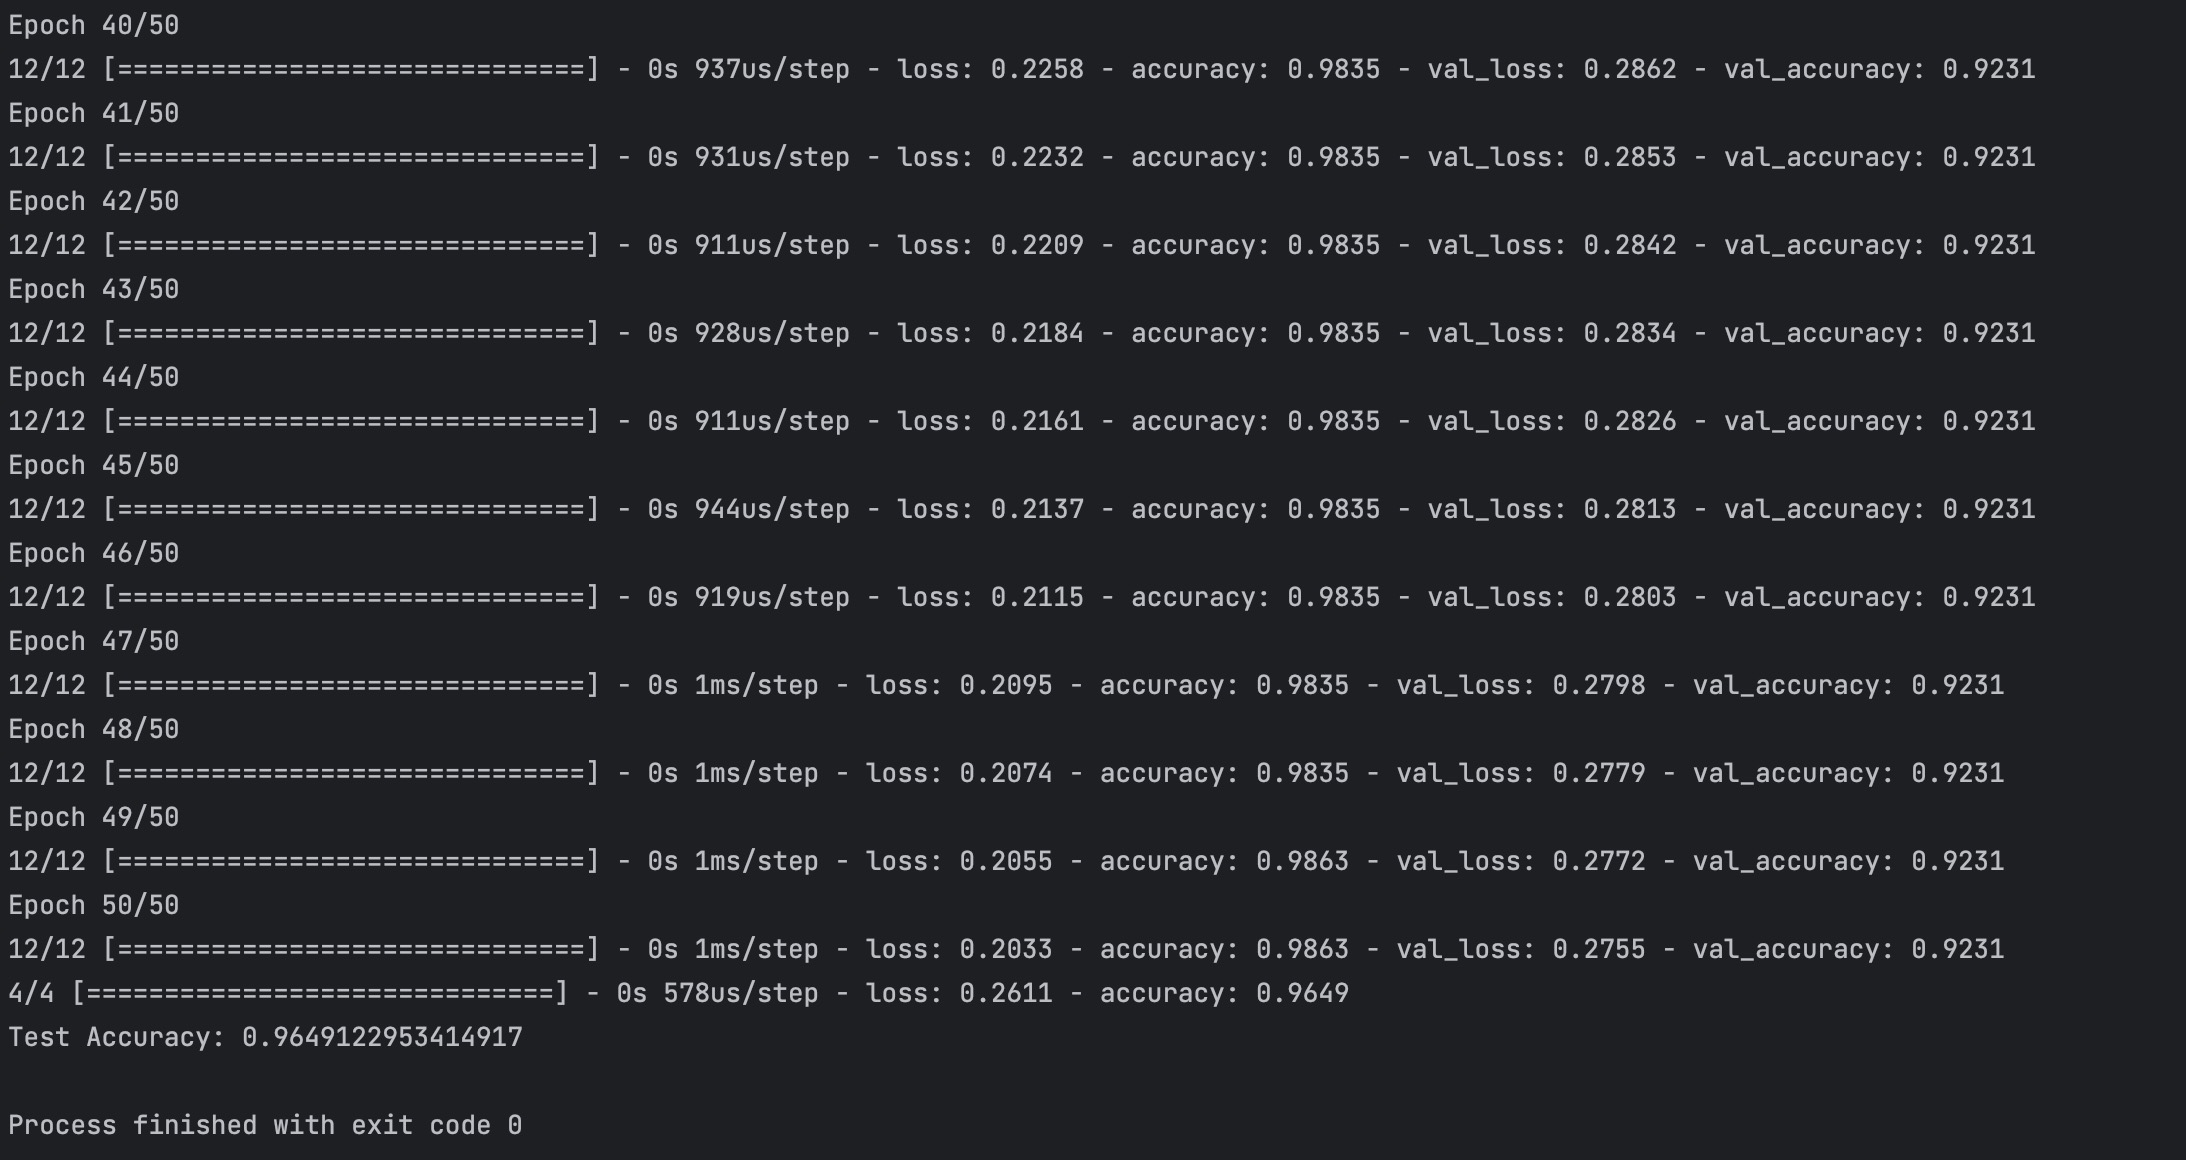 Epoch 40/50
12/12 [==============================] - 0s 937us/step - loss: 0.2258 - accuracy: 0.9835 - val_loss: 0.2862 - val_accuracy: 0.9231
Epoch 41/50
12/12 [==============================] - 0s 931us/step - loss: 0.2232 - accuracy: 0.9835 - val_loss: 0.2853 - val_accuracy: 0.9231
Epoch 42/50
12/12 [==============================] - 0s 911us/step - loss: 0.2209 - accuracy: 0.9835 - val_loss: 0.2842 - val_accuracy: 0.9231
Epoch 43/50
12/12 [==============================] - 0s 928us/step - loss: 0.2184 - accuracy: 0.9835 - val_loss: 0.2834 - val_accuracy: 0.9231
Epoch 44/50
12/12 [==============================] - 0s 911us/step - loss: 0.2161 - accuracy: 0.9835 - val_loss: 0.2826 - val_accuracy: 0.9231
Epoch 45/50
12/12 [==============================] - 0s 944us/step - loss: 0.2137 - accuracy: 0.9835 - val_loss: 0.2813 - val_accuracy: 0.9231
Epoch 46/50
12/12 [==============================] - 0s 919us/step - loss: 0.2115 - accuracy: 0.9835 - val_loss: 0.2803 - val_accuracy: 0.9231
Epoch 47/50
12/12 [==============================] - 0s 1ms/step - loss: 0.2095 - accuracy: 0.9835 - val_loss: 0.2798 - val_accuracy: 0.9231
Epoch 48/50
12/12 [==============================] - 0s 1ms/step - loss: 0.2074 - accuracy: 0.9835 - val_loss: 0.2779 - val_accuracy: 0.9231
Epoch 49/50
12/12 [==============================] - 0s 1ms/step - loss: 0.2055 - accuracy: 0.9863 - val_loss: 0.2772 - val_accuracy: 0.9231
Epoch 50/50
12/12 [==============================] - 0s 1ms/step - loss: 0.2033 - accuracy: 0.9863 - val_loss: 0.2755 - val_accuracy: 0.9231
4/4 [==============================] - 0s 578us/step - loss: 0.2611 - accuracy: 0.9649
Test Accuracy: 0.9649122953414917
Process finished with exit code 0